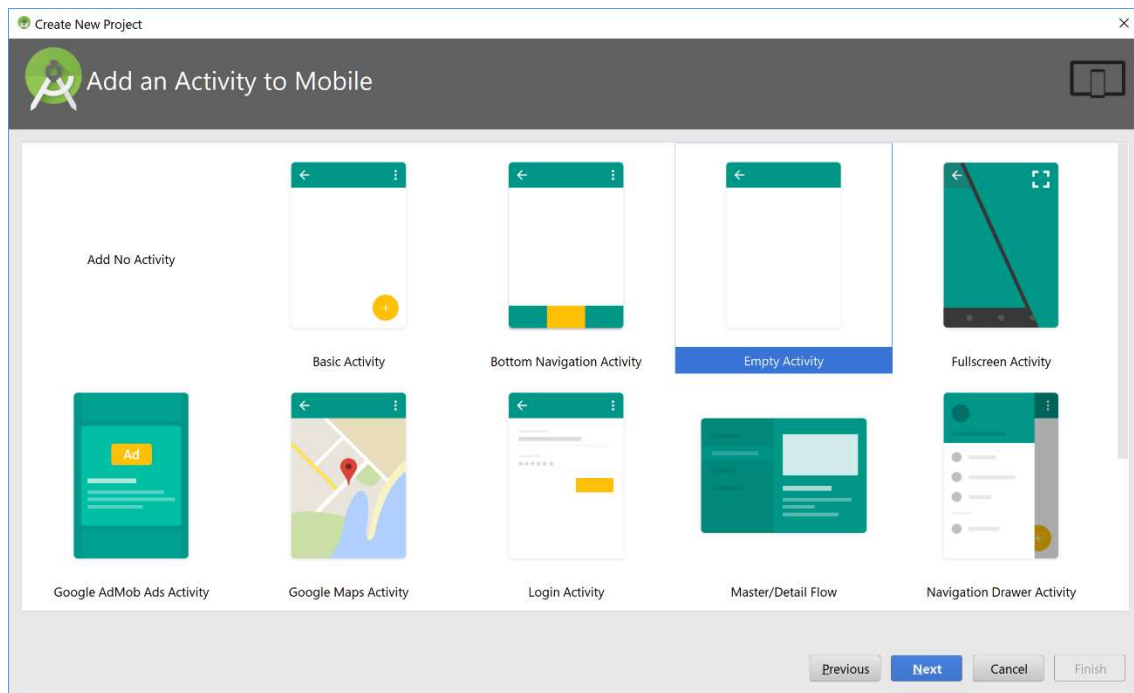 Create New Project
Add an Activity to Mobile
Add No Activity
Basic Activity
Bottom Navigation Activity
Empty Activity
Fullscreen Activity
Ad
Google AdMob Ads Activity
Google Maps Activity
Login Activity
Master/Detail Flow
Navigation Drawer Activity
Previous
Next
Cancel
Finish